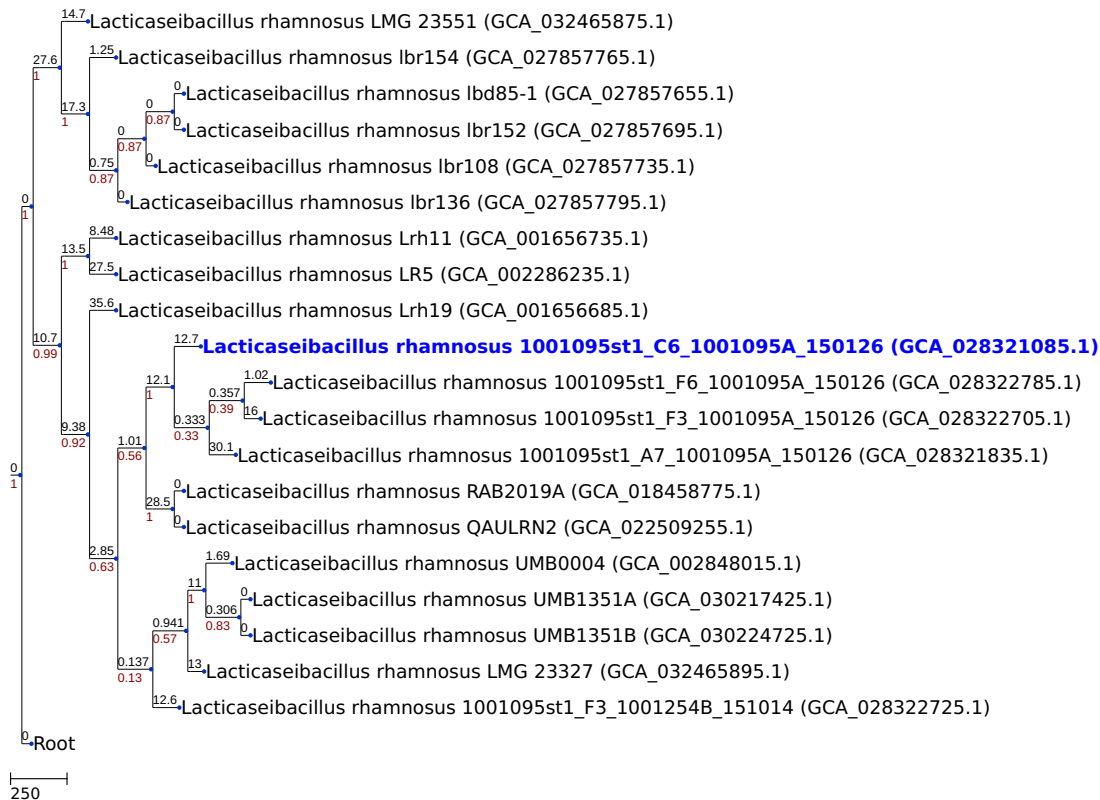 14.7 Lacticaseibacillus rhamnosus LMG 23551 (GCA_032465875.1)
27.6
1
1.25 Lacticaseibacillus rhamnosus lbr154 (GCA_027857765.1)
17.3
1
0 Lacticaseibacillus rhamnosus lbd85-1 (GCA_027857655.1)
0
0.87
0 Lacticaseibacillus rhamnosus lbr152 (GCA_027857695.1)
0
0.87
0 Lacticaseibacillus rhamnosus lbr108 (GCA_027857735.1)
0.75
0.87
0 Lacticaseibacillus rhamnosus lbr136 (GCA_027857795.1)
0
1
8.48 Lacticaseibacillus rhamnosus Lrh11 (GCA_001656735.1)
13.5
1
27.5 Lacticaseibacillus rhamnosus LR5 (GCA_002286235.1)
35.6 Lacticaseibacillus rhamnosus Lrh19 (GCA_001656685.1)
10.7
0.99
12.7 Lacticaseibacillus rhamnosus 1001095st1_C6_1001095A_150126 (GCA_028321085.1)
12.1
1
1.02 Lacticaseibacillus rhamnosus 1001095st1_F6_1001095A_150126 (GCA_028322785.1)
0.357
0.39
16 Lacticaseibacillus rhamnosus 1001095st1_F3_1001095A_150126 (GCA_028322705.1)
0.333
0.33
9.38
0.92
30.1 Lacticaseibacillus rhamnosus 1001095st1_A7_1001095A_150126 (GCA_028321835.1)
1.01
0.56
0
1
0 Lacticaseibacillus rhamnosus RAB2019A (GCA_018458775.1)
28.5
1
0 Lacticaseibacillus rhamnosus QAULRN2 (GCA_022509255.1)
2.85
0.63
1.69 Lacticaseibacillus rhamnosus UMB0004 (GCA_002848015.1)
11
1
0 Lacticaseibacillus rhamnosus UMB1351A (GCA_030217425.1)
0.306
0.83
0 Lacticaseibacillus rhamnosus UMB1351B (GCA_030224725.1)
0.941
0.57
13 Lacticaseibacillus rhamnosus LMG 23327 (GCA_032465895.1)
0.137
0.13
12.6 Lacticaseibacillus rhamnosus 1001095st1_F3_1001254B_151014 (GCA_028322725.1)
0 Root
250